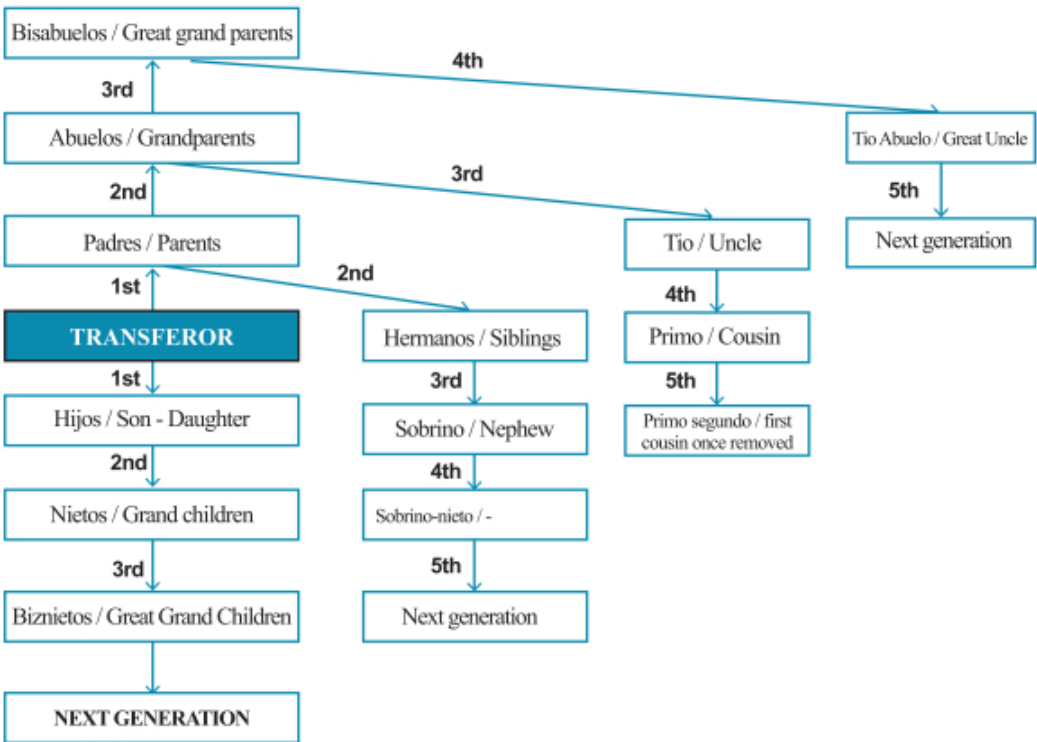 Bisabuelos / Great grand parents
4th
3rd
Abuelos / Grandparents
Tio Abuelo / Great Uncle
3rd
2nd
5th
Padres / Parents
Tio / Uncle
Next generation
2nd
1st
4th
TRANSFEROR
Hermanos / Siblings
Primo / Cousin
1st
3rd
5th
Hijos / Son - Daughter
Sobrino / Nephew
Primo segundo / first
cousin once removed
2nd
4th
Nietos / Grand children
Sobrino-nieto / -
3rd
5th
Biznietos / Great Grand Children
Next generation
NEXT GENERATION